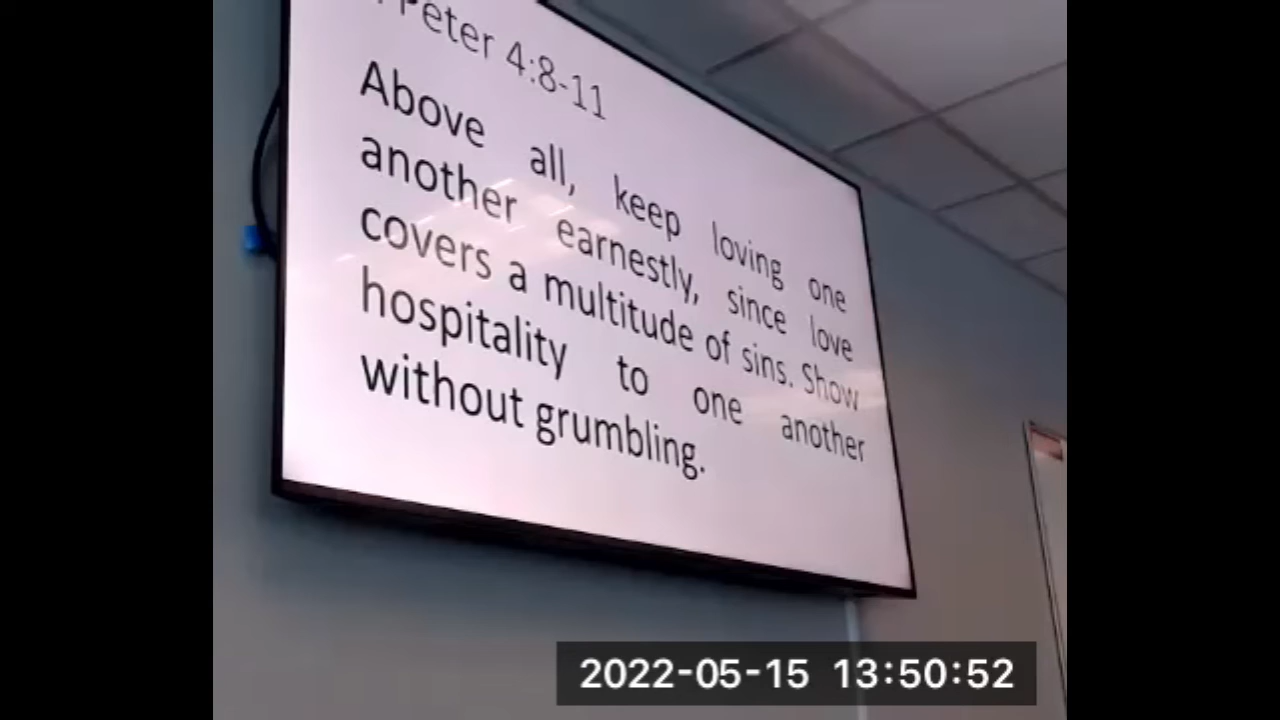 Peter 4:8-11
Above all, keep loving one
another earnestly, since love
covers a multitude of sins. Show
hospitality to one another
without grumbling.
2022-05-15 13:50:52